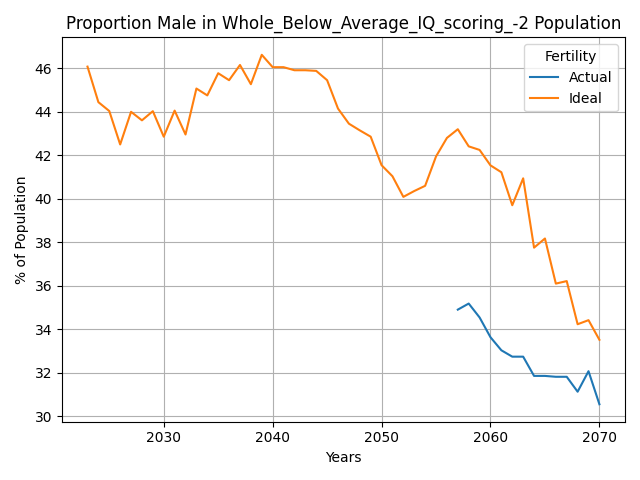 Proportion Male in Whole_Below_Average_IQ_scoring_-2 Population
Fertility
Actual
Ideal
46
44
42
40
38
36
34
32
30
% of Population
2030
2040
2050
2060
2070
Years